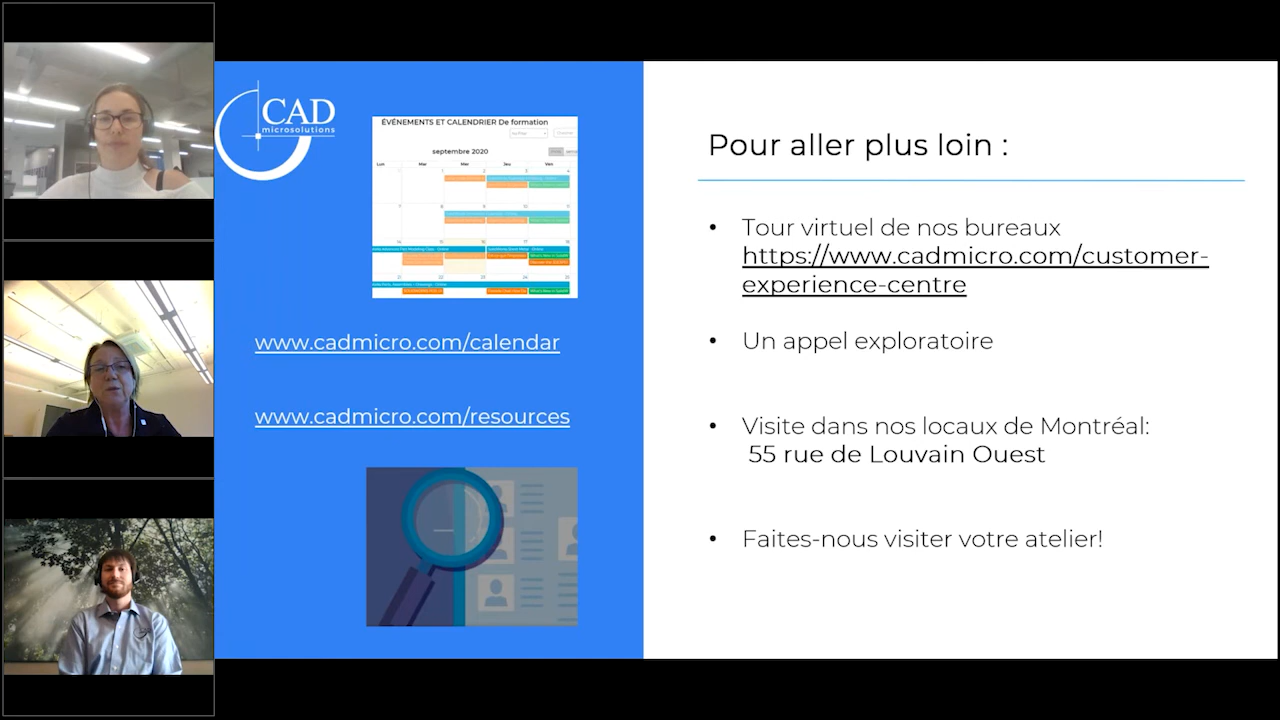 CAD
microsolutions
ÉVÉNEMENTS ET CALENDRIER De formation
septembre 2020
Lun Mar Mer Jeu Ven
www.cadmicro.com/calendar
www.cadmicro.com/resources
Pour aller plus loin :
• Tour virtuel de nos bureaux
https://www.cadmicro.com/customer-
experience-centre
• Un appel exploratoire
• Visite dans nos locaux de Montréal:
55 rue de Louvain Ouest
• Faites-nous visiter votre atelier!